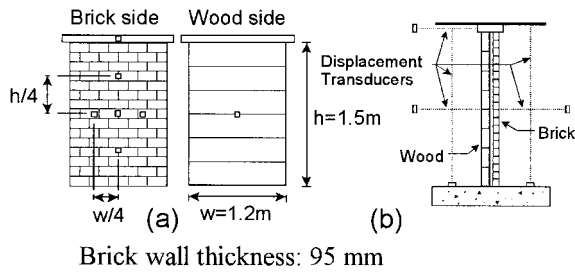 Brick side
Wood side
h/4
w/4
(a)
w=1.2m
h=1.5m
Displacement
Transducers
Wood
Brick
(b)
Brick wall thickness: 95 mm